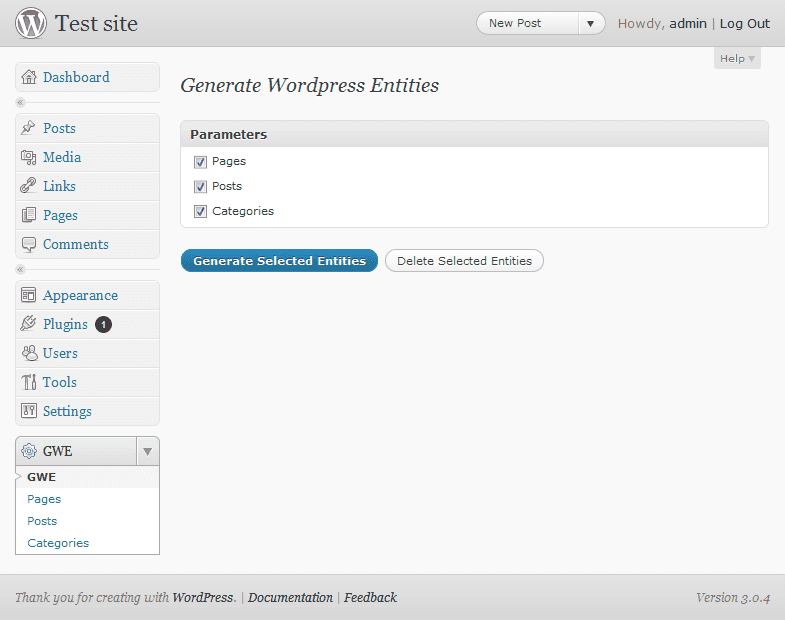 Test site
New Post
Howdy, admin | Log Out
Help
Dashboard
Posts
Media
Links
Pages
Comments
Appearance
Plugins 1
Users
Tools
Settings
GWE
GWE
Pages
Posts
Categories
Generate Wordpress Entities
Parameters
Pages
Posts
Categories
Generate Selected Entities
Delete Selected Entities
Thank you for creating with WordPress. | Documentation | Feedback
Version 3.0.4